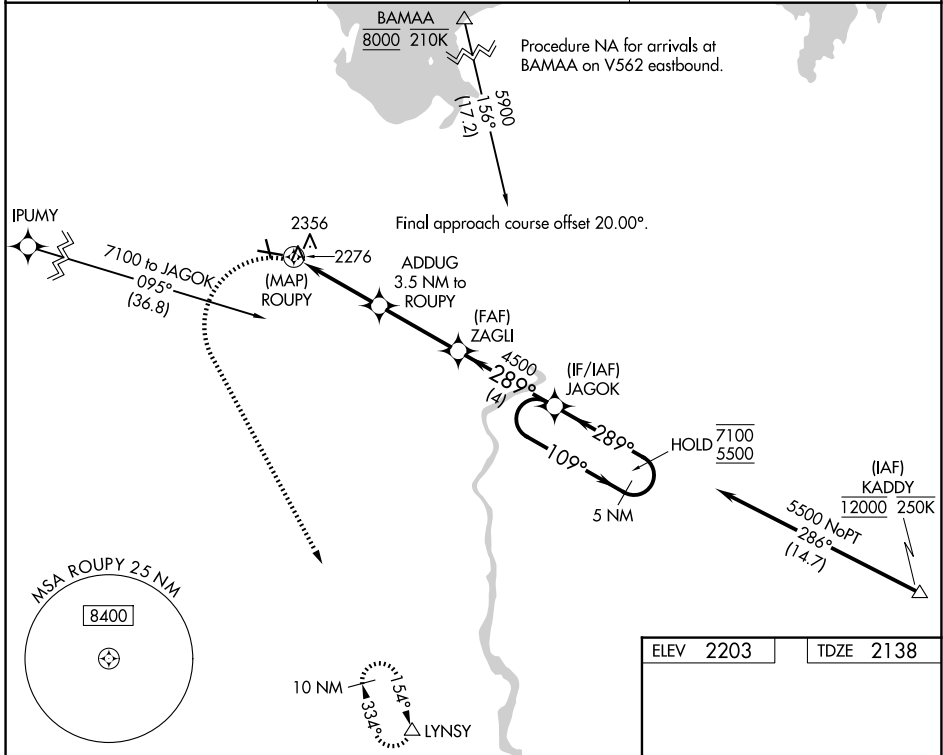 BAMAA
8000 210K
Procedure NA for arrivals at
BAMAA on V562 eastbound.
5900
156°
(17.2)
Final approach course offset 20.00°.
IPUMY
7100 to JAGOK
095°
(36.8)
2356
2276
(MAP)
ROUPY
ADDUG
3.5 NM to
ROUPY
(FAF)
ZAGLI
4500
289°
(4)
(IF/IAF)
JAGOK
289°
109°
HOLD 7100
5500
5 NM
(IAF)
KADDY
12000 250K
5500 NoPT
286°
(14.7)
MSA ROUPY 25 NM
8400
10 NM
154°
334°
LYNSY
ELEV 2203
TDZE 2138